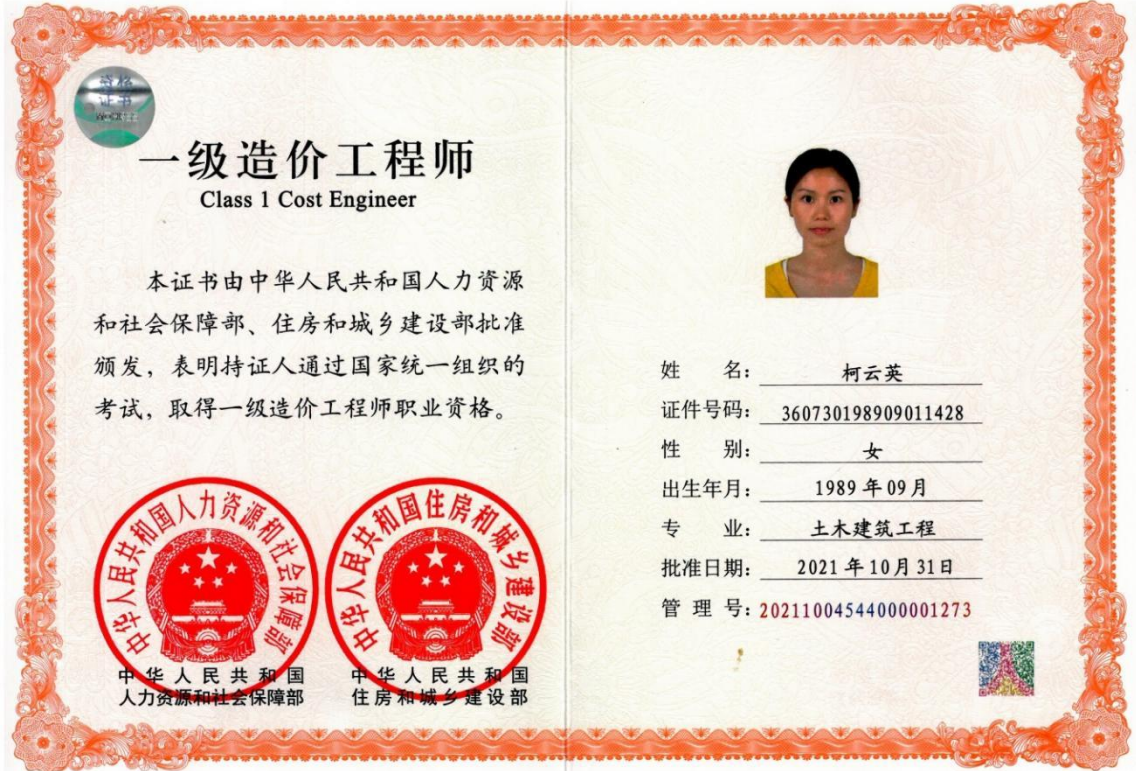 资格
证书
一级造价工程师
Class 1 Cost Engineer
本证书由中华人民共和国人力资源
和社会保障部、住房和城乡建设部批准
颁发，表明持证人通过国家统一组织的
考试，取得一级造价工程师职业资格。
中华人民共和国人力资源和社会保障部
中华人民共和国住房和城乡建设部
中华人民共和国
人力资源和社会保障部
中华人民共和国
住房和城乡建设部
姓名：柯云英
证件号码：360730198909011428
性别：女
出生年月：1989年09月
专业：土木建筑工程
批准日期：2021年10月31日
管理号：20211004544000001273